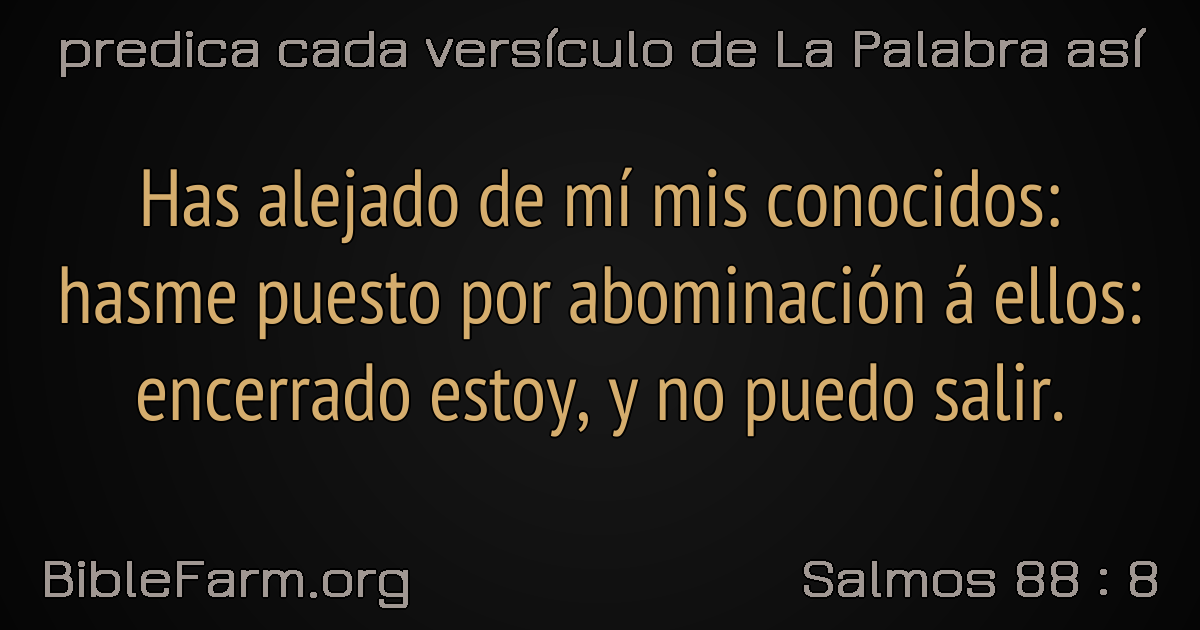 predica cada versículo de La Palabra así
Has alejado de mí mis conocidos:
hasme puesto por abominación á ellos:
encerrado estoy, y no puedo salir.
BibleFarm.org
Salmos 88 : 8